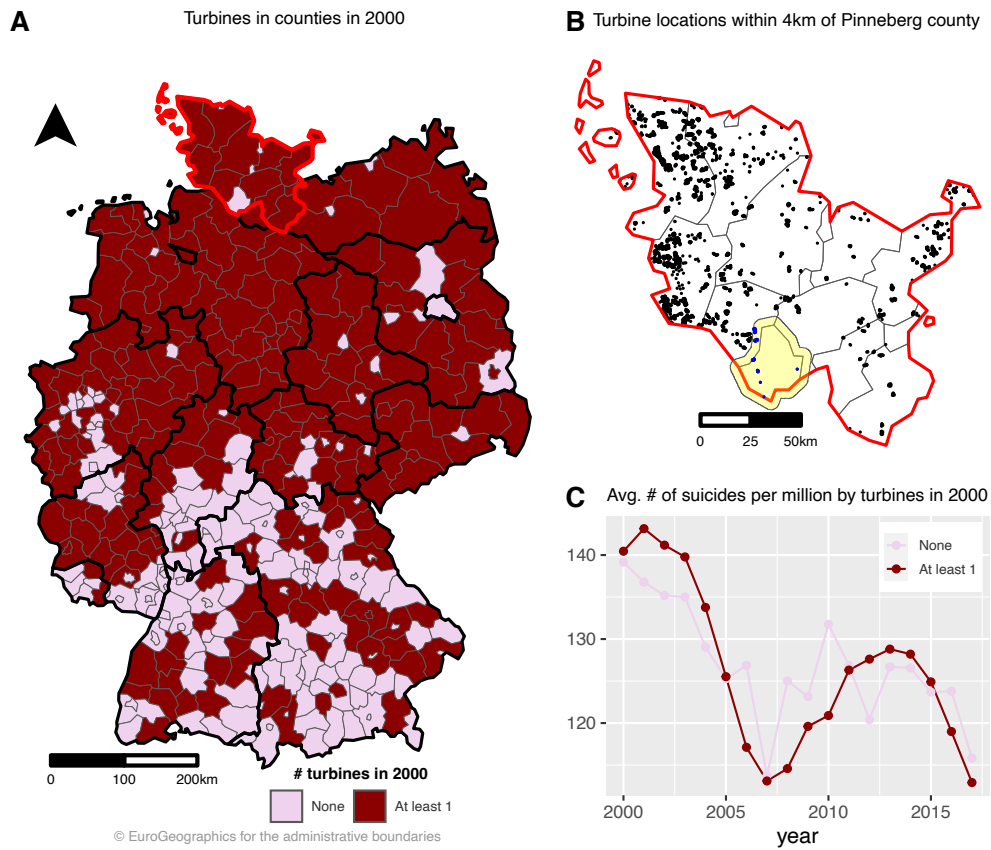 A
Turbines in counties in 2000
0
100
200km
# turbines in 2000
None
At least 1
© EuroGeographics for the administrative boundaries
B
Turbine locations within 4km of Pinneberg county
0
25
50km
C
Avg. # of suicides per million by turbines in 2000
None
At least 1
140
130
120
2000
2005
2010
2015
year